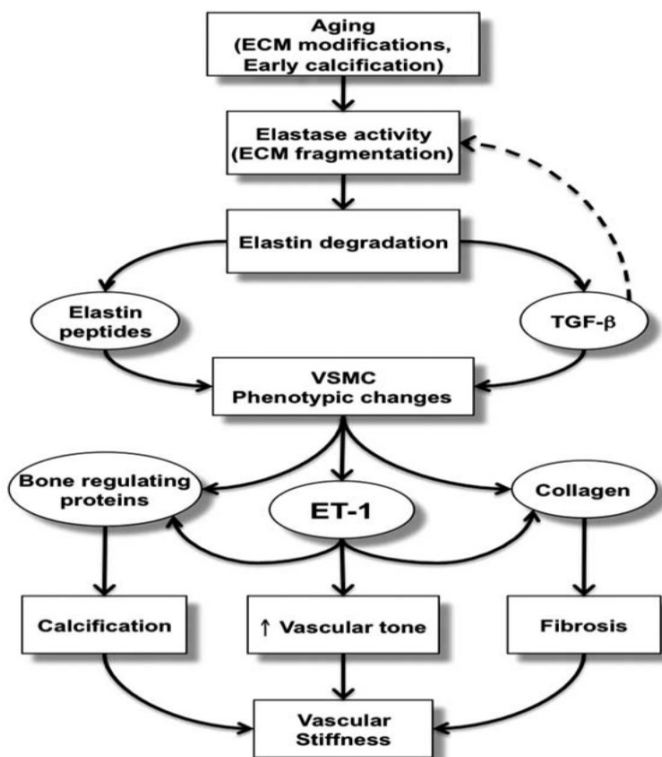 Aging
(ECM modifications,
Early calcification)
Elastase activity
(ECM fragmentation)
Elastin degradation
Elastin
peptides
TGF-β
VSMC
Phenotypic changes
Bone regulating
proteins
ET-1
Collagen
Calcification
↑ Vascular tone
Fibrosis
Vascular
Stiffness